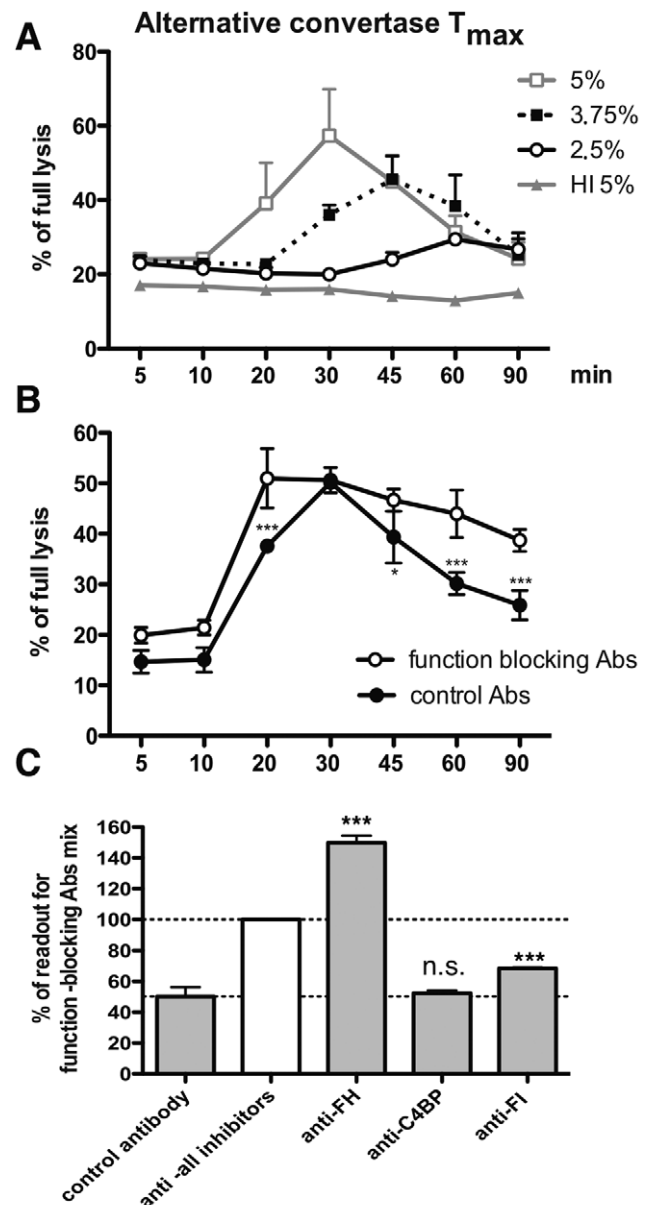 A
Alternative convertase Tmax
80
60
40
20
0
% of full lysis
5%
3.75%
2.5%
HI 5%
5 10 20 30 45 60 90 min
B
60
50
40
30
20
10
0
% of full lysis
***
*
***
***
function blocking Abs
control Abs
5 10 20 30 45 60 90
C
160
140
120
100
80
60
40
20
0
% of readout for
function -blocking Abs mix
***
n.s.
***
control antibody
anti -all inhibitors
anti-FH
anti-C4BP
anti-FI